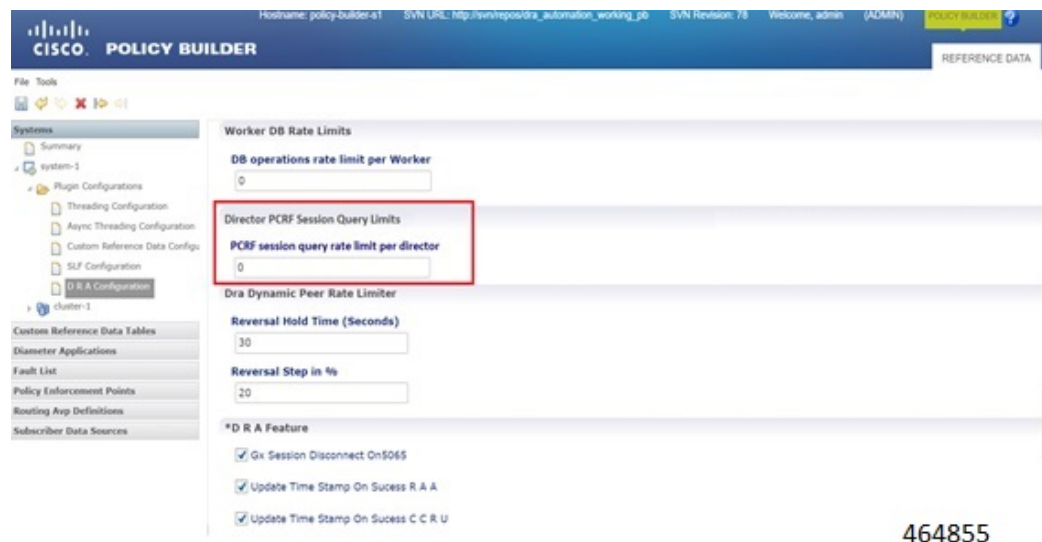 Hostname: policy-builder-s1 SVN URL: http://svn/repos/dra_automation_working_pb SVN Revision: 78 Welcome, admin (ADMIN) POLICY BUILDER ?
CISCO. POLICY BUILDER
REFERENCE DATA
File Tools
Systems
Summary
system-1
Plugin Configurations
Threading Configuration
Async Threading Configuration
Custom Reference Data Configu
SLF Configuration
D R A Configuration
cluster-1
Custom Reference Data Tables
Diameter Applications
Fault List
Policy Enforcement Points
Routing Avp Definitions
Subscriber Data Sources
Worker DB Rate Limits
DB operations rate limit per Worker
0
Director PCRF Session Query Limits
PCRF session query rate limit per director
0
Dra Dynamic Peer Rate Limiter
Reversal Hold Time (Seconds)
30
Reversal Step in %
20
*D R A Feature
Gx Session Disconnect On5065
Update Time Stamp On Sucess R A A
Update Time Stamp On Sucess C C R U
464855